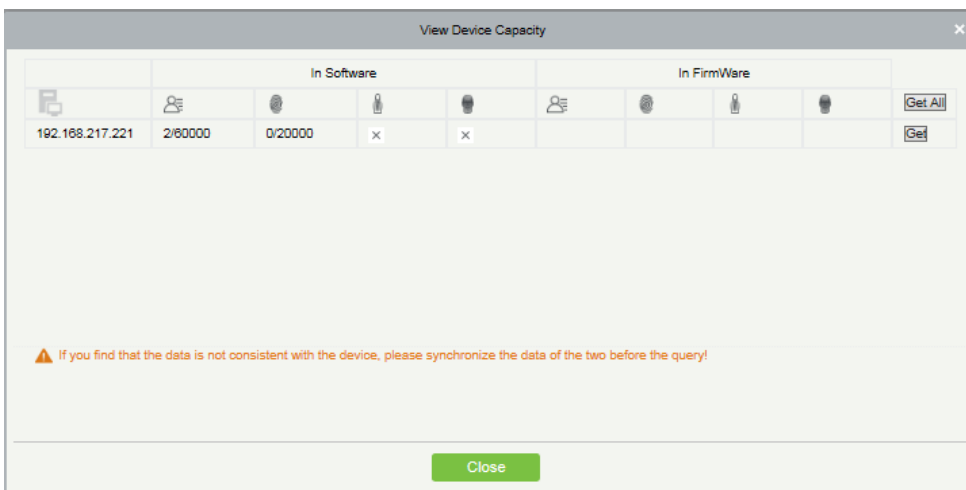 View Device Capacity
In Software In FirmWare
Get All
192.168.217.221 2/60000 0/20000 Get
If you find that the data is not consistent with the device, please synchronize the data of the two before the query!
Close